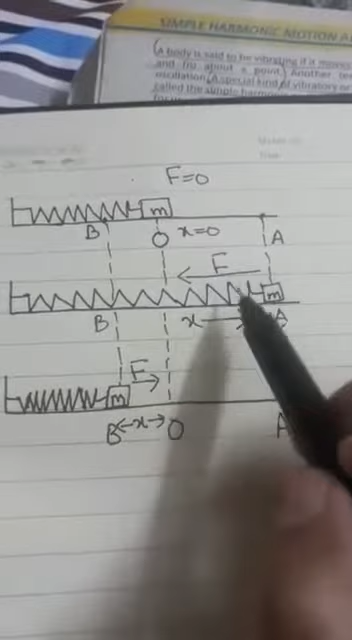 SIMPLE HARMONIC MOTION A
A body is said to be vibrating if it moves
and fro about a point. Another
oscillation. A special kind of vibratory or
called the simple
F=0
m
B O x=0 A
F
m
B x A
F
m
B x O A